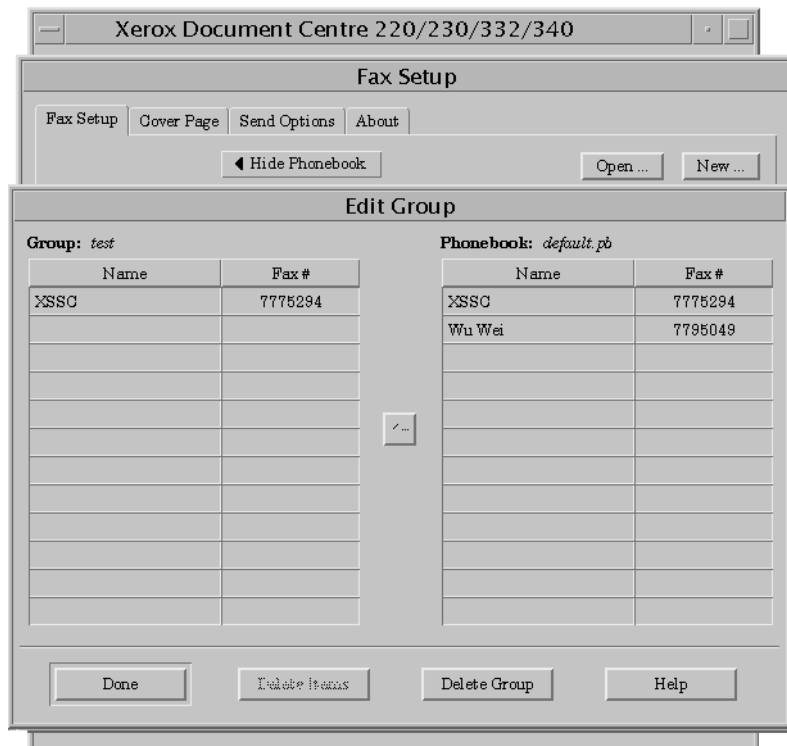 Xerox Document Centre 220/230/332/340
Fax Setup
Fax Setup Cover Page Send Options About
Hide Phonebook Open ... New ...
Edit Group
Group: test Phonebook: default.pb
Name Fax # Name Fax #
XSSC 7775294 XSSC 7775294
Wu Wei 7795049
Done Delete Items Delete Group Help